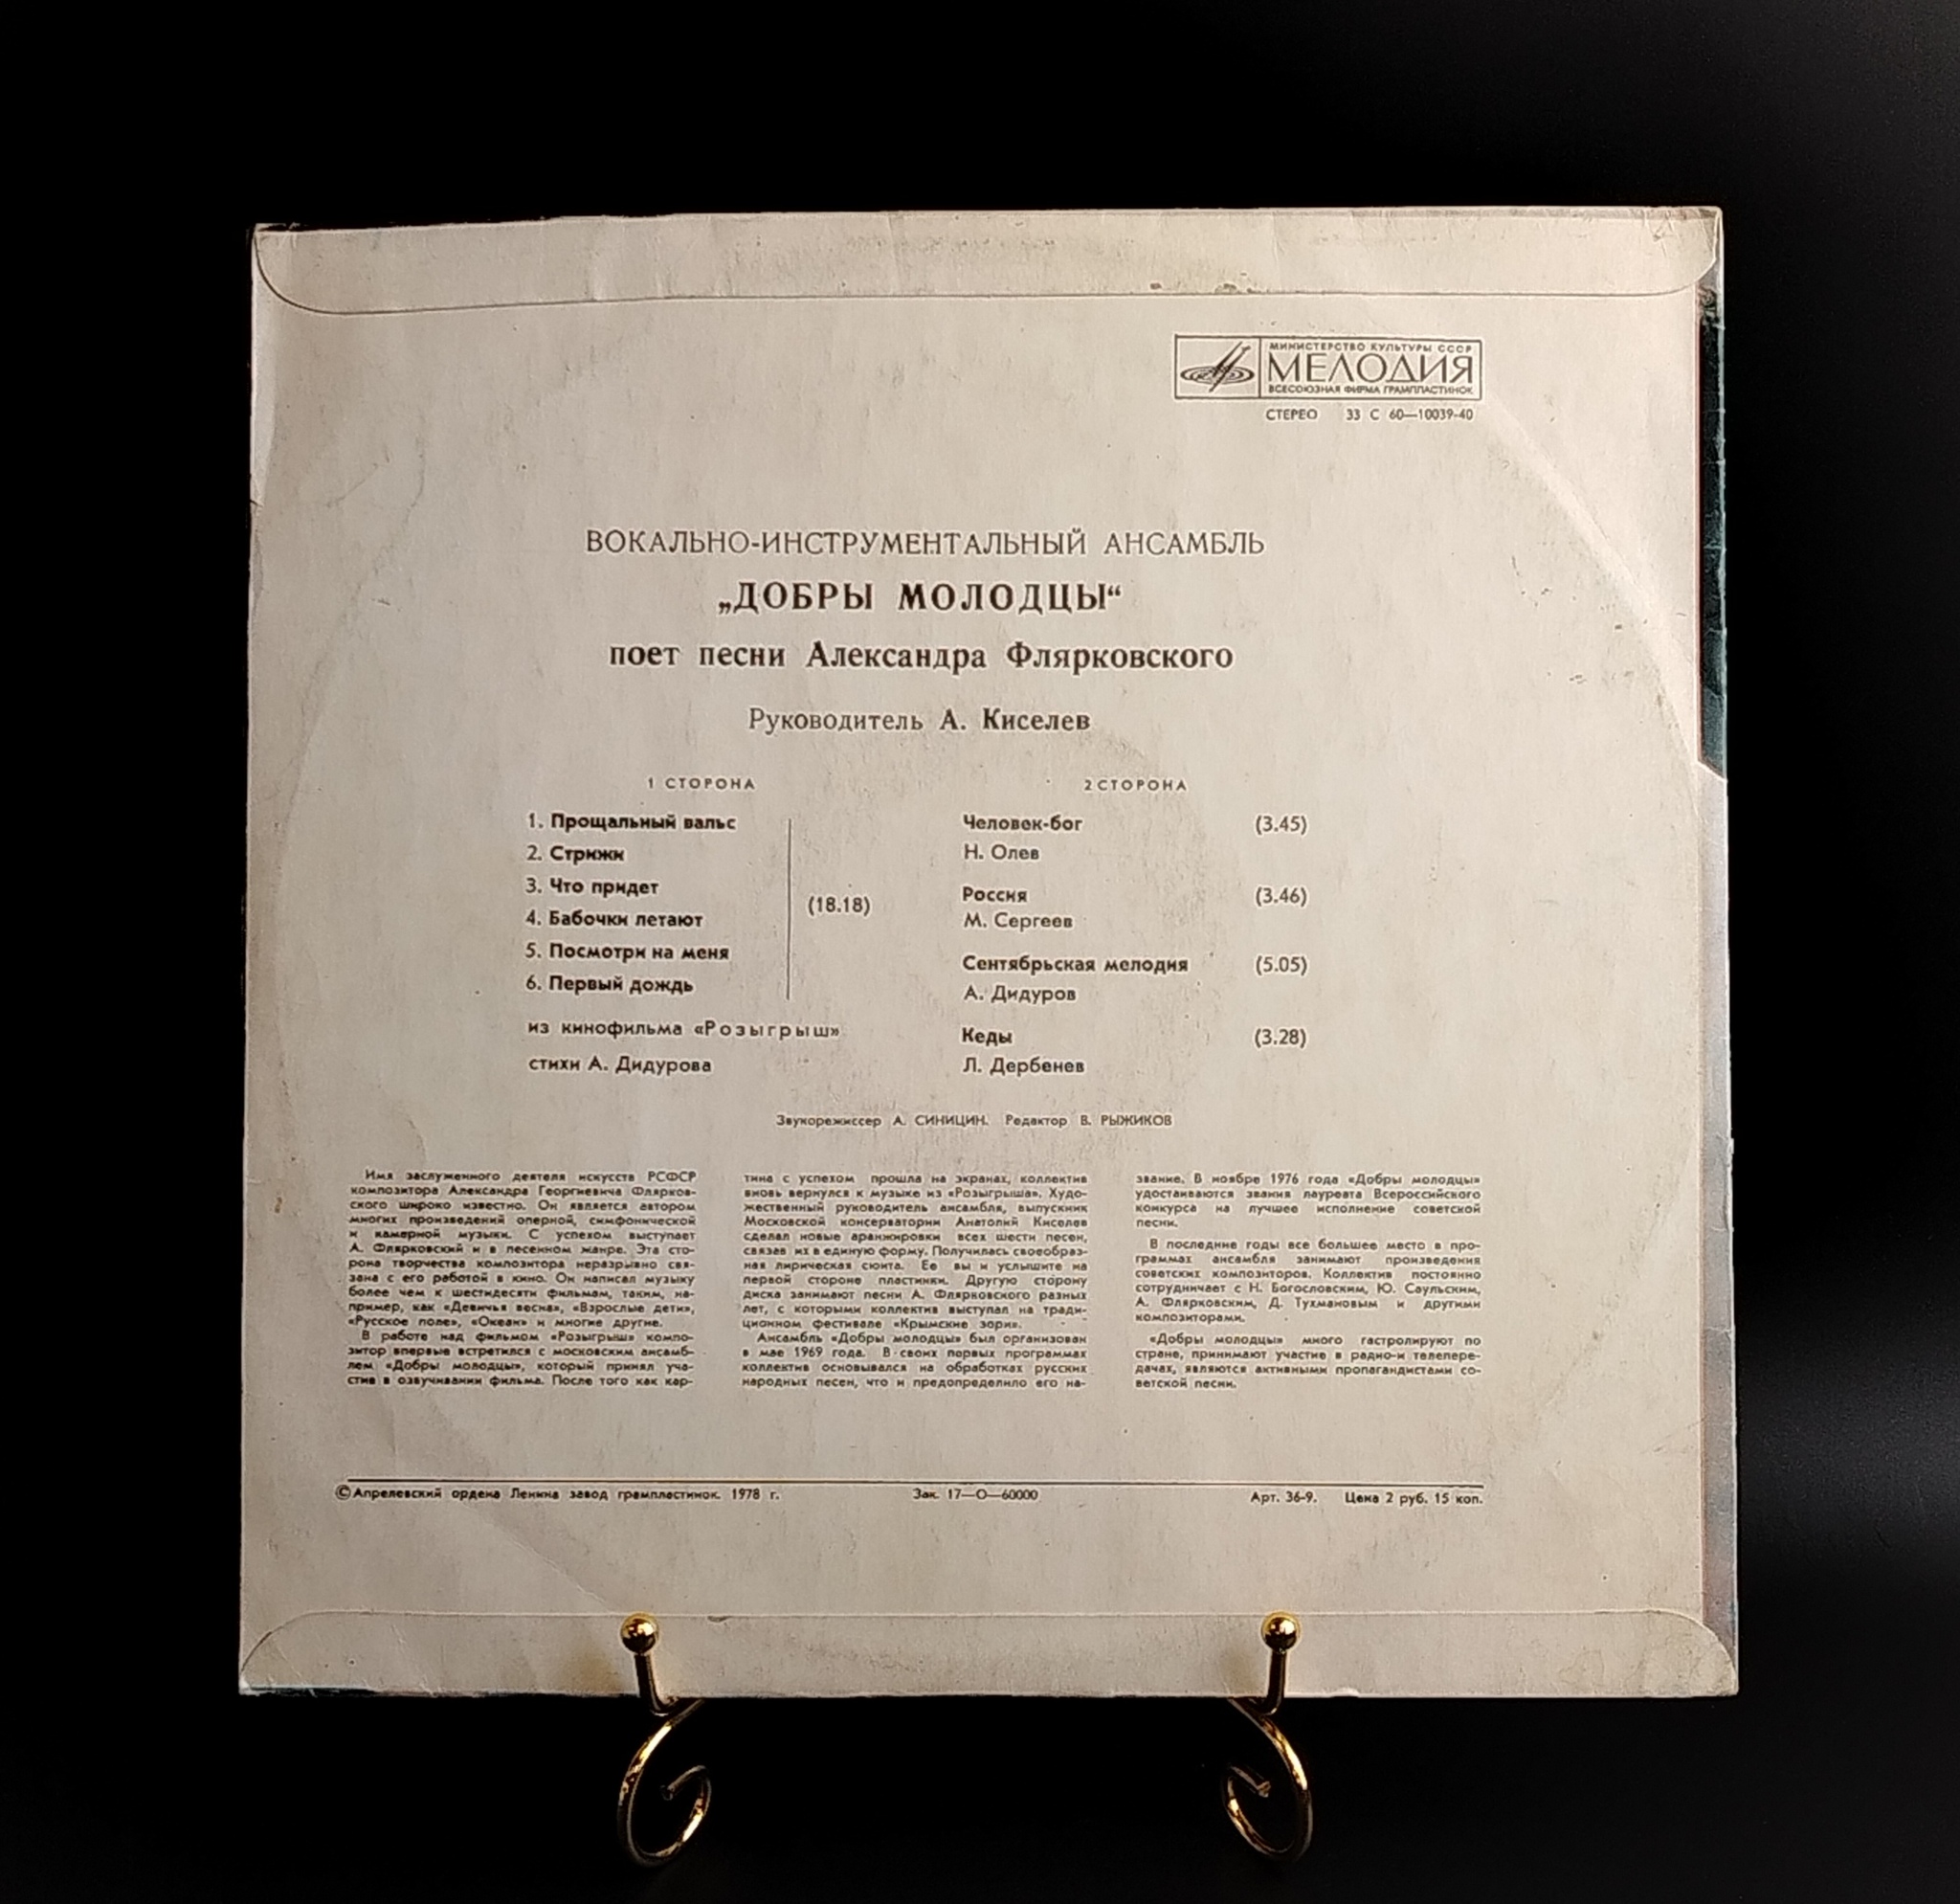 МИНИСТЕРСТВО КУЛЬТУРЫ СССР
МЕЛОДИЯ
ВСЕСОЮЗНАЯ ФИРМА ГРАМПЛАСТИНОК
СТЕРЕО 33 С 60—10039-40
ВОКАЛЬНО-ИНСТРУМЕНТАЛЬНЫЙ АНСАМБЛЬ
„ДОБРЫ МОЛОДЦЫ“
поет песни Александра Флярковского
Руководитель А. Киселев
1 СТОРОНА
1. Прощальный вальс
2. Стрижи
3. Что придет
4. Бабочки летают
5. Посмотри на меня
6. Первый дождь
(18.18)
из кинофильма «Розыгрыш»
стихи А. Дидурова
2 СТОРОНА
Человек-бог (3.45)
Н. Олев
Россия (3.46)
М. Сергеев
Сентябрьская мелодия (5.05)
А. Дидуров
Кеды (3.28)
Л. Дербенев
Звукорежиссер А. СИНИЦИН. Редактор В. РЫЖИКОВ
Имя заслуженного деятеля искусств РСФСР
композитора Александра Георгиевича Флярков-
ского широко известно. Он является автором
многих произведений оперной, симфонической
и камерной музыки. С успехом выступает
А. Флярковский и в песенном жанре. Эта сто-
рона творчества композитора неразрывно свя-
зана с его работой в кино. Он написал музыку
более чем к шестидесяти фильмам, таким, на-
пример, как «Девичья весна», «Взрослые дети»,
«Русское поле», «Океан» и многие другие.
В работе над фильмом «Розыгрыш» компо-
зитор впервые встретился с московским ансамб-
лем «Добры молодцы», который принял уча-
стие в озвучивании фильма. После того как кар-
тина с успехом прошла на экранах, коллектив
вновь вернулся к музыке из «Розыгрыша». Худо-
жественный руководитель ансамбля, выпускник
Московской консерватории Анатолий Киселев
сделал новые аранжировки всех шести песен,
связав их в единую форму. Получилась своеобраз-
ная лирическая сюита. Ее вы и услышите на
первой стороне пластинки. Другую сторону
диска занимают песни А. Флярковского разных
лет, с которыми коллектив выступал на тради-
ционном фестивале «Крымские зори».
Ансамбль «Добры молодцы» был организован
в мае 1969 года. В своих первых программах
коллектив основывался на обработках русских
народных песен, что и предопределило его на-
звание. В ноябре 1976 года «Добры молодцы»
удостаиваются звания лауреата Всероссийского
конкурса на лучшее исполнение советской
песни.
В последние годы все большее место в про-
граммах ансамбля занимают произведения
советских композиторов. Коллектив постоянно
сотрудничает с Н. Богословским, Ю. Саульским,
А. Флярковским, Д. Тухмановым и другими
композиторами.
«Добры молодцы» много гастролируют по
стране, принимают участие в радио-и телепере-
дачах, являются активными пропагандистами со-
ветской песни.
© Апрелевский ордена Ленина завод грампластинок. 1978 г. Зак. 17—О—60000 Арт. 36-9. Цена 2 руб. 15 коп.